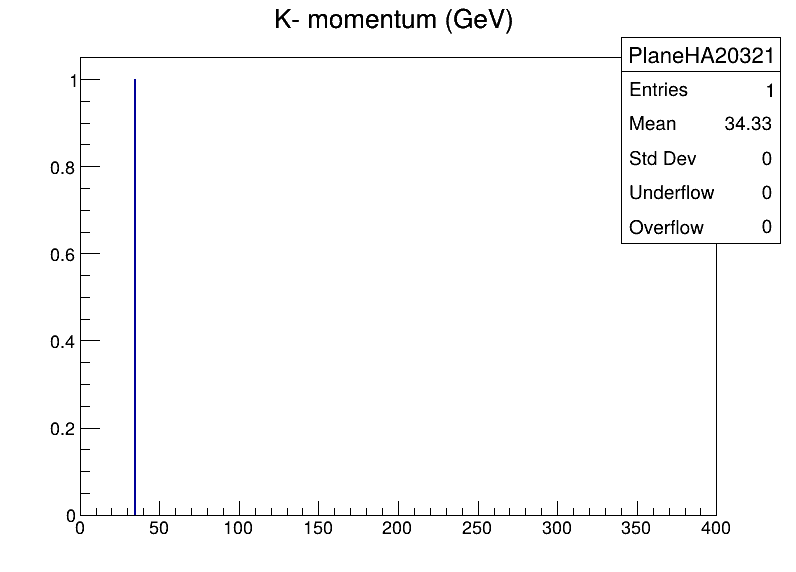 K- momentum (GeV)
PlaneHA20321
Entries 1
Mean 34.33
Std Dev 0
Underflow 0
Overflow 0
1
0.8
0.6
0.4
0.2
0
0 50 100 150 200 250 300 350 400